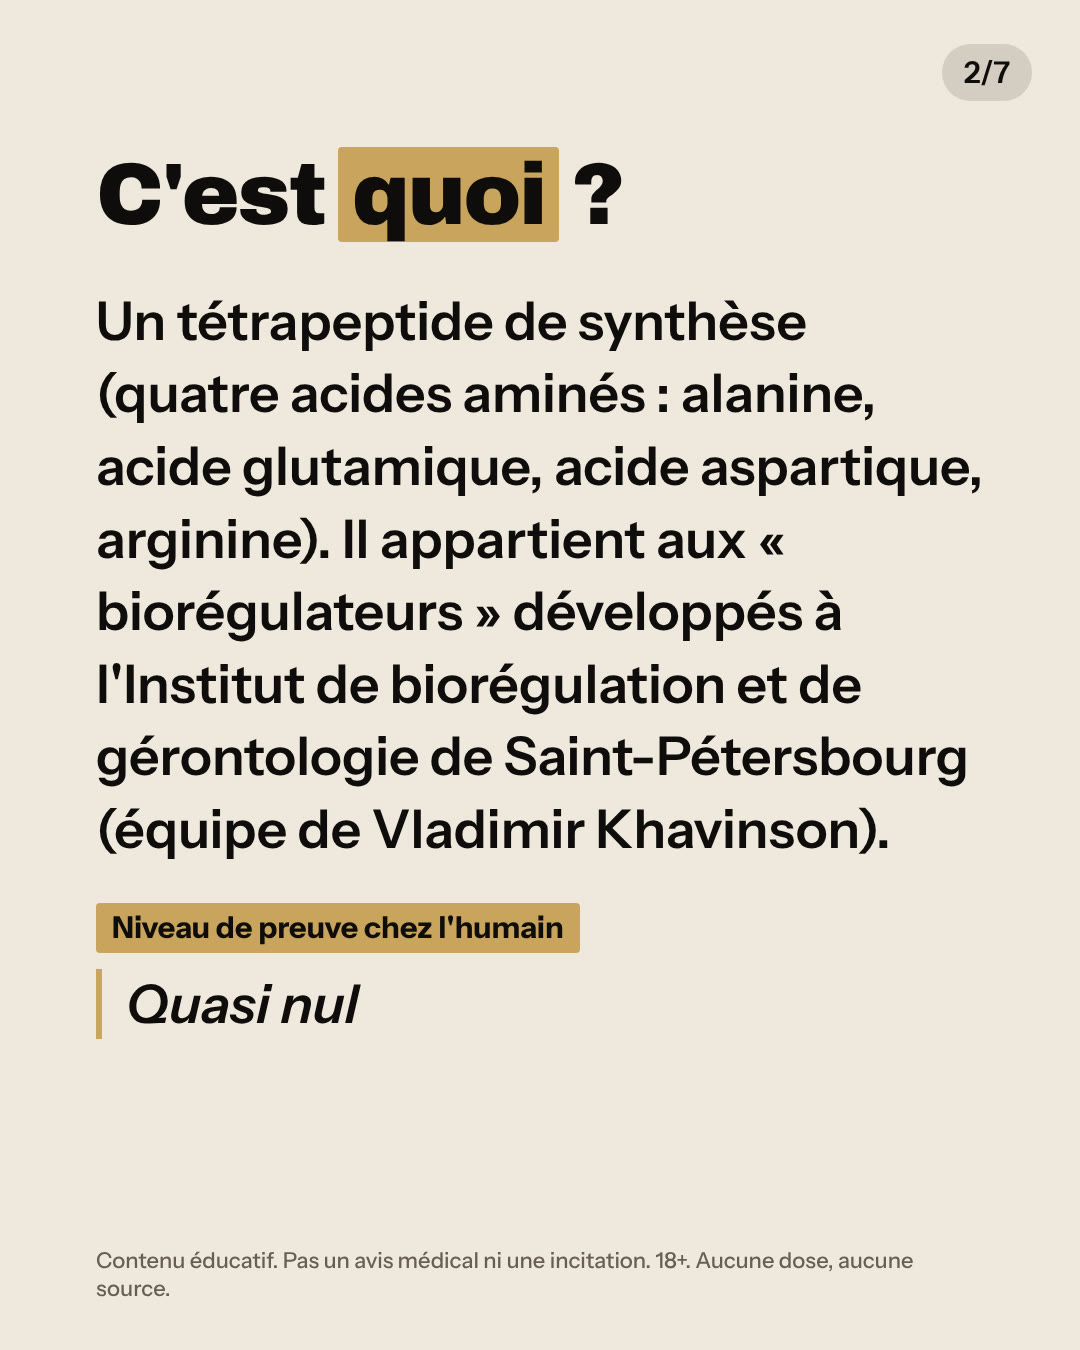 2/7
C'est quoi ?
Un tétrapeptide de synthèse
(quatre acides aminés : alanine,
acide glutamique, acide aspartique,
arginine). Il appartient aux «
biorégulateurs » développés à
l'Institut de biorégulation et de
gérontologie de Saint-Pétersbourg
(équipe de Vladimir Khavinson).
Niveau de preuve chez l'humain
Quasi nul
Contenu éducatif. Pas un avis médical ni une incitation. 18+. Aucune dose, aucune
source.